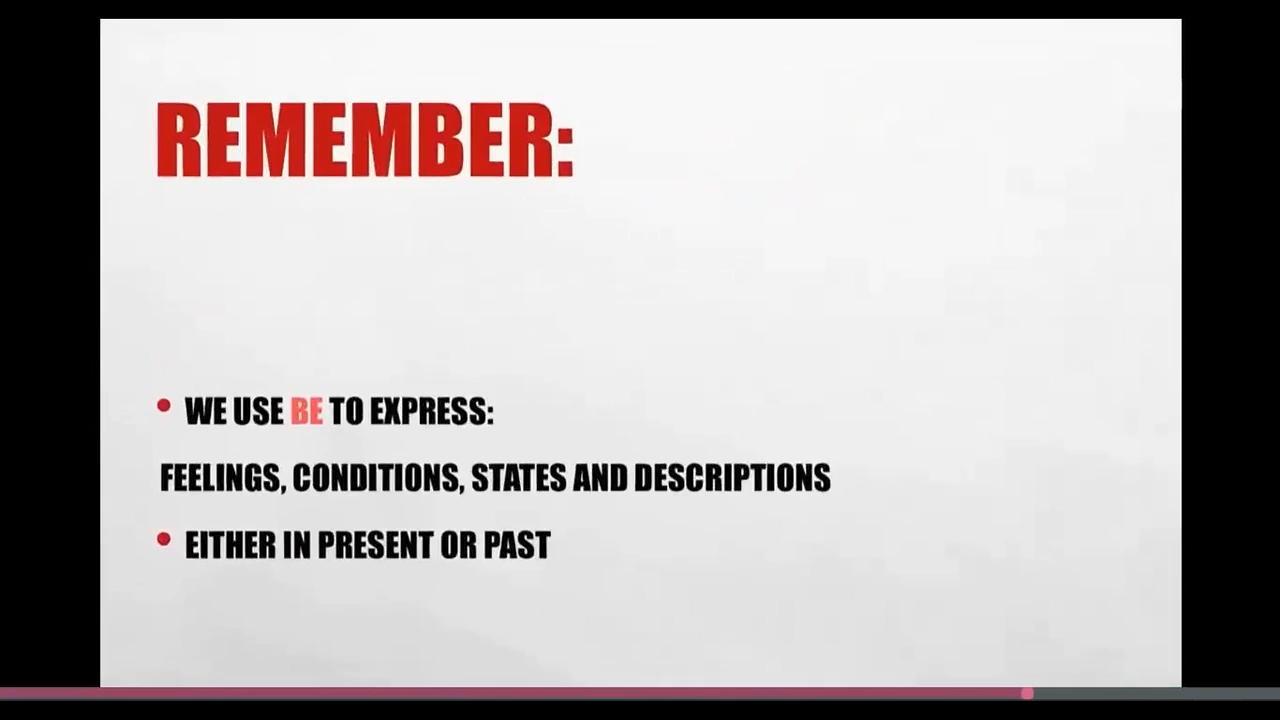 REMEMBER:
WE USE BE TO EXPRESS:
FEELINGS, CONDITIONS, STATES AND DESCRIPTIONS
EITHER IN PRESENT OR PAST